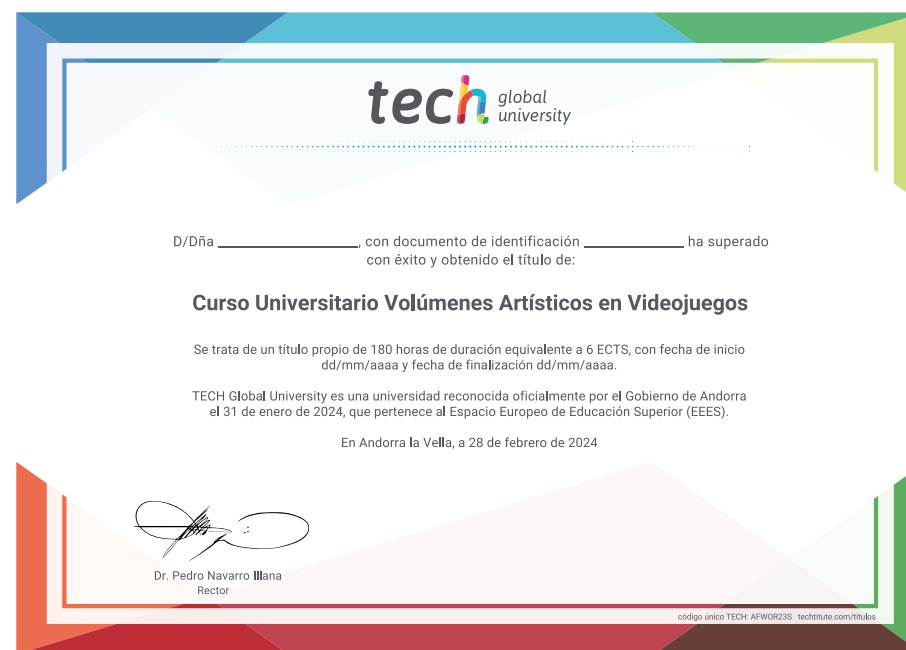 tech global
university
D/Dña ____________________, con documento de identificación ______________ ha superado
con éxito y obtenido el título de:
Curso Universitario Volúmenes Artísticos en Videojuegos
Se trata de un título propio de 180 horas de duración equivalente a 6 ECTS, con fecha de inicio
dd/mm/aaaa y fecha de finalización dd/mm/aaaa.
TECH Global University es una universidad reconocida oficialmente por el Gobierno de Andorra
el 31 de enero de 2024, que pertenece al Espacio Europeo de Educación Superior (EEES).
En Andorra la Vella, a 28 de febrero de 2024
Dr. Pedro Navarro Illana
Rector
código único TECH: AFWOR23S techtitute.com/titulos